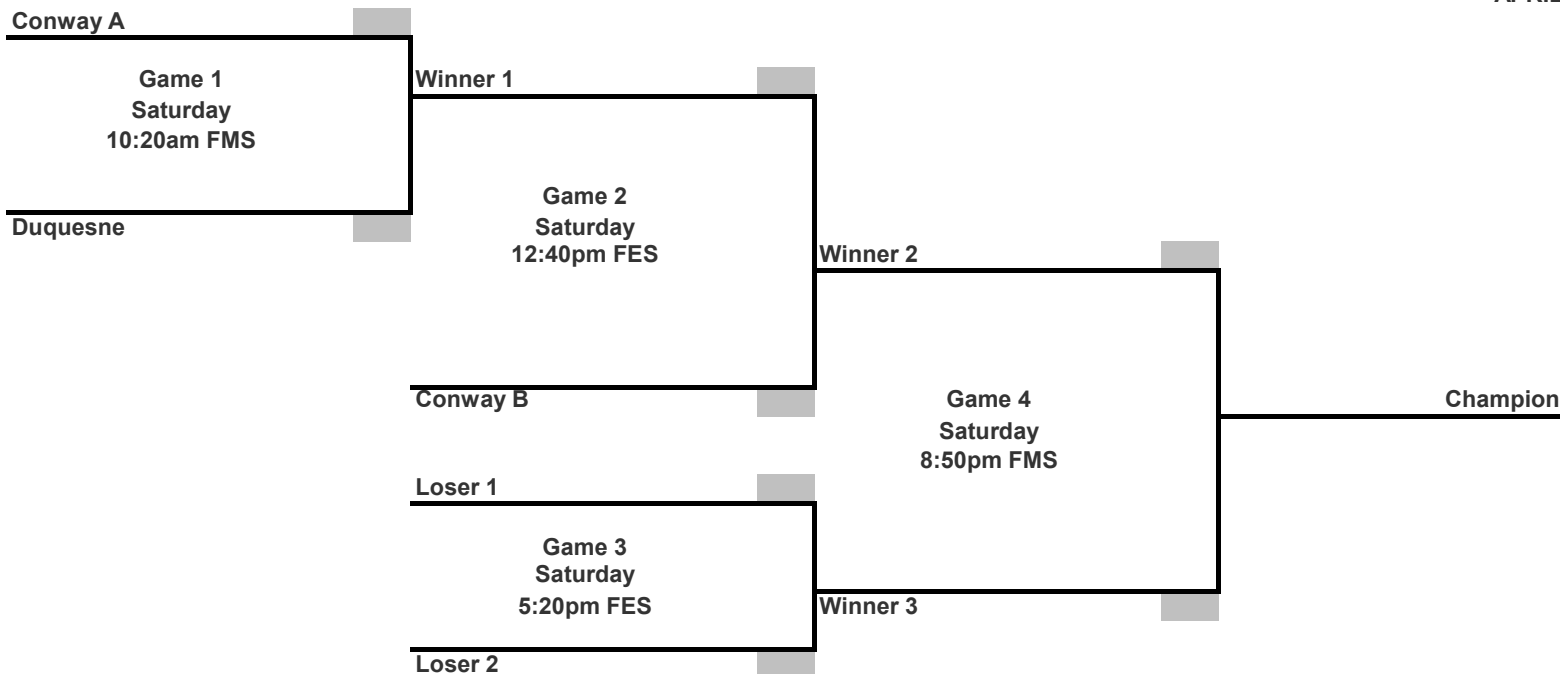 Conway A
Game 1
Saturday
10:20am FMS
Duquesne
Winner 1
Game 2
Saturday
12:40pm FES
Conway B
Winner 2
Game 4
Saturday
8:50pm FMS
Champion
Loser 1
Game 3
Saturday
5:20pm FES
Loser 2
Winner 3